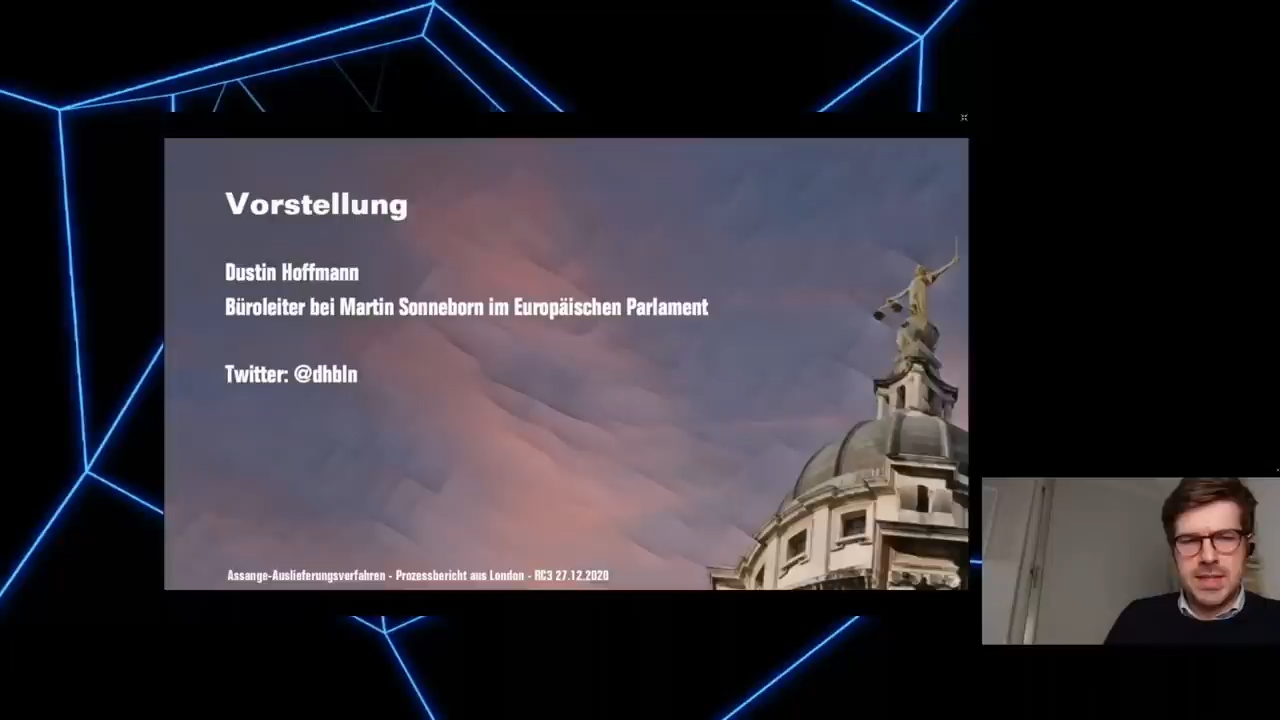 Vorstellung
Dustin Hoffmann
Büroleiter bei Martin Sonneborn im Europäischen Parlament
Twitter: @dhbln
Assange-Auslieferungsverfahren - Prozessbericht aus London - RC3 27.12.2020